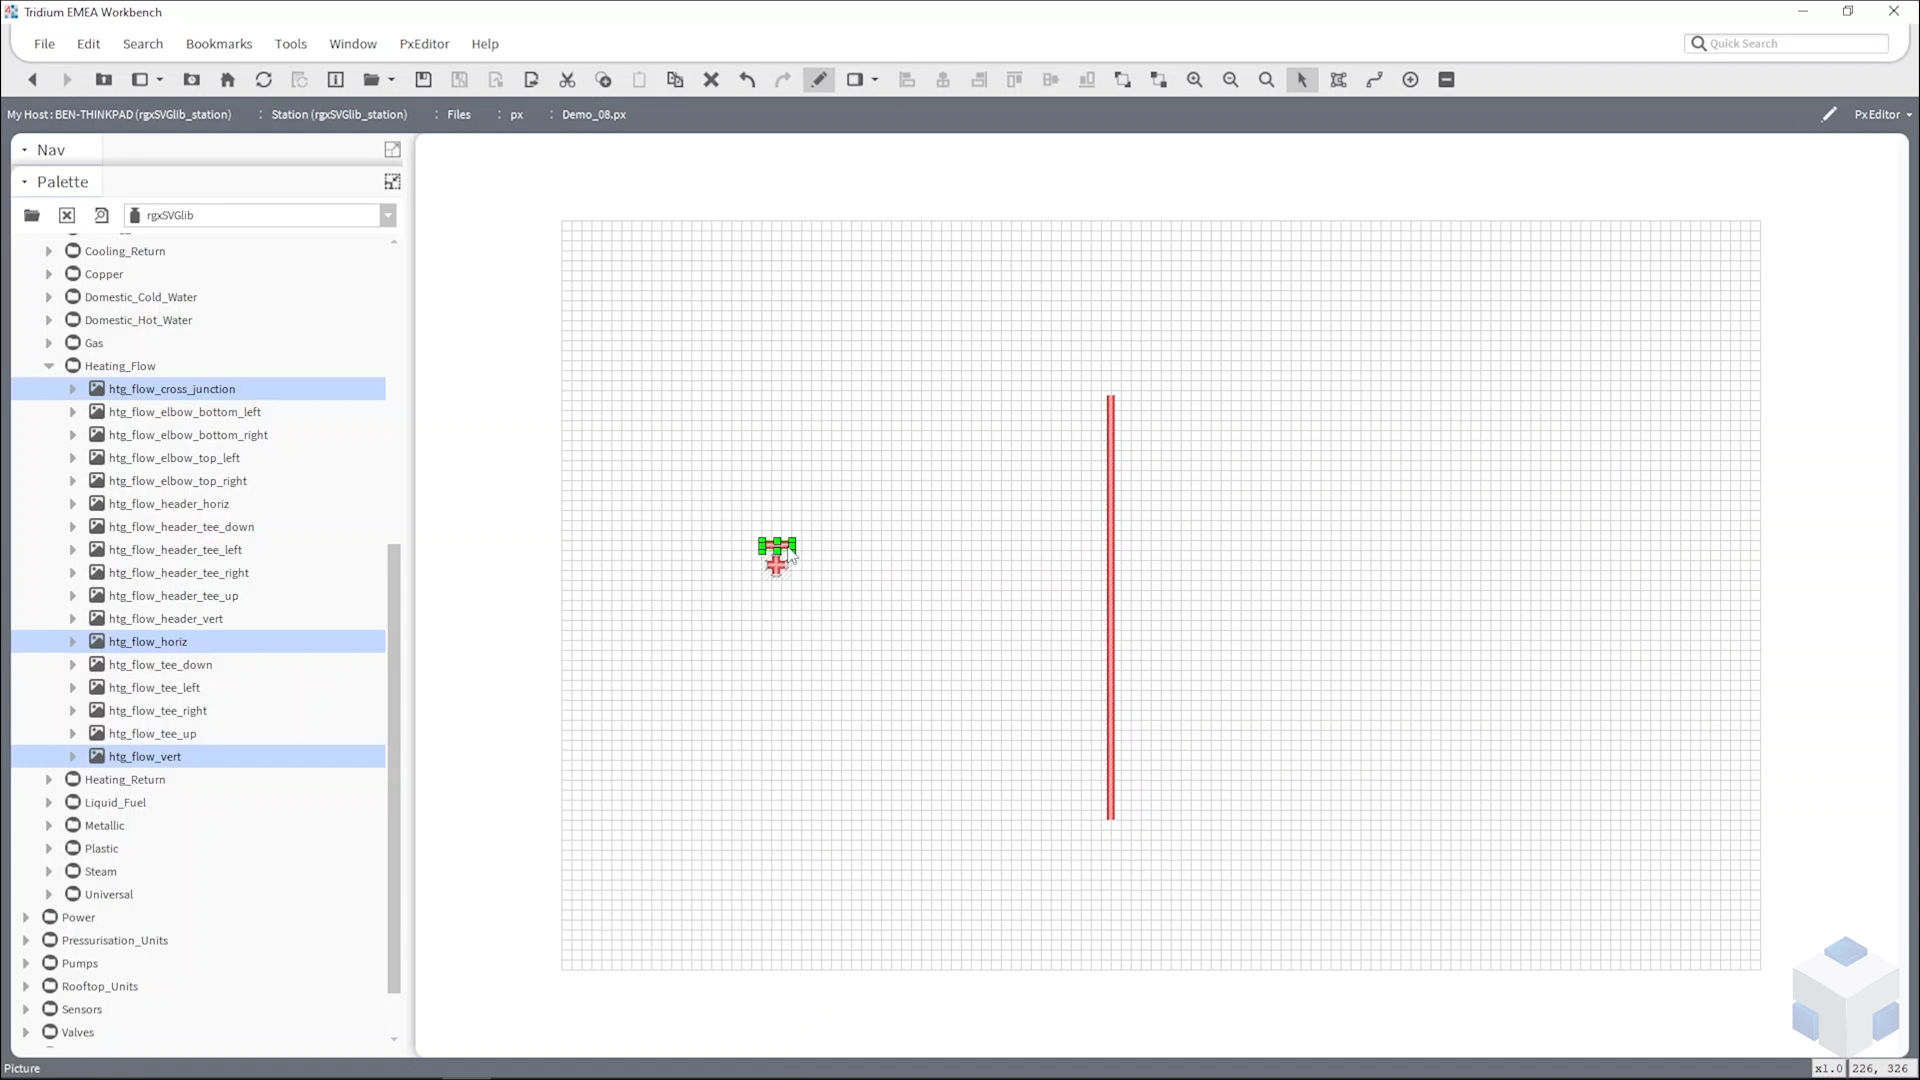 Tridium EMEA Workbench
File Edit Search Bookmarks Tools Window PxEditor Help
Quick Search
My Host : BEN-THINKPAD (rgxSVGlib_station) : Station (rgxSVGlib_station) : Files : px : Demo_08.px
PxEditor
Nav
Palette
rgxSVGlib
Cooling_Return
Copper
Domestic_Cold_Water
Domestic_Hot_Water
Gas
Heating_Flow
htg_flow_cross_junction
htg_flow_elbow_bottom_left
htg_flow_elbow_bottom_right
htg_flow_elbow_top_left
htg_flow_elbow_top_right
htg_flow_header_horiz
htg_flow_header_tee_down
htg_flow_header_tee_left
htg_flow_header_tee_right
htg_flow_header_tee_up
htg_flow_header_vert
htg_flow_horiz
htg_flow_tee_down
htg_flow_tee_left
htg_flow_tee_right
htg_flow_tee_up
htg_flow_vert
Heating_Return
Liquid_Fuel
Metallic
Plastic
Steam
Universal
Power
Pressurisation_Units
Pumps
Rooftop_Units
Sensors
Valves
Picture
x1.0 226, 326